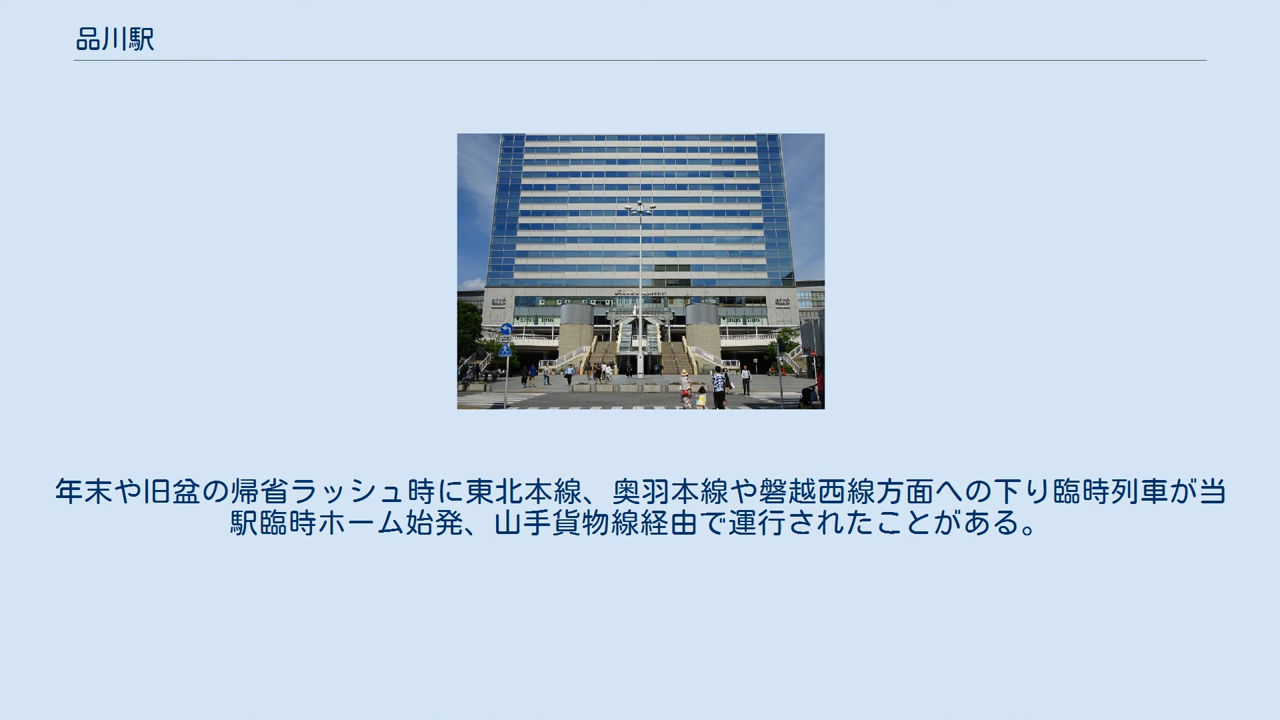 品川駅
atré
atré
年末や旧盆の帰省ラッシュ時に東北本線、奥羽本線や磐越西線方面への下り臨時列車が当
駅臨時ホーム始発、山手貨物線経由で運行されたことがある。